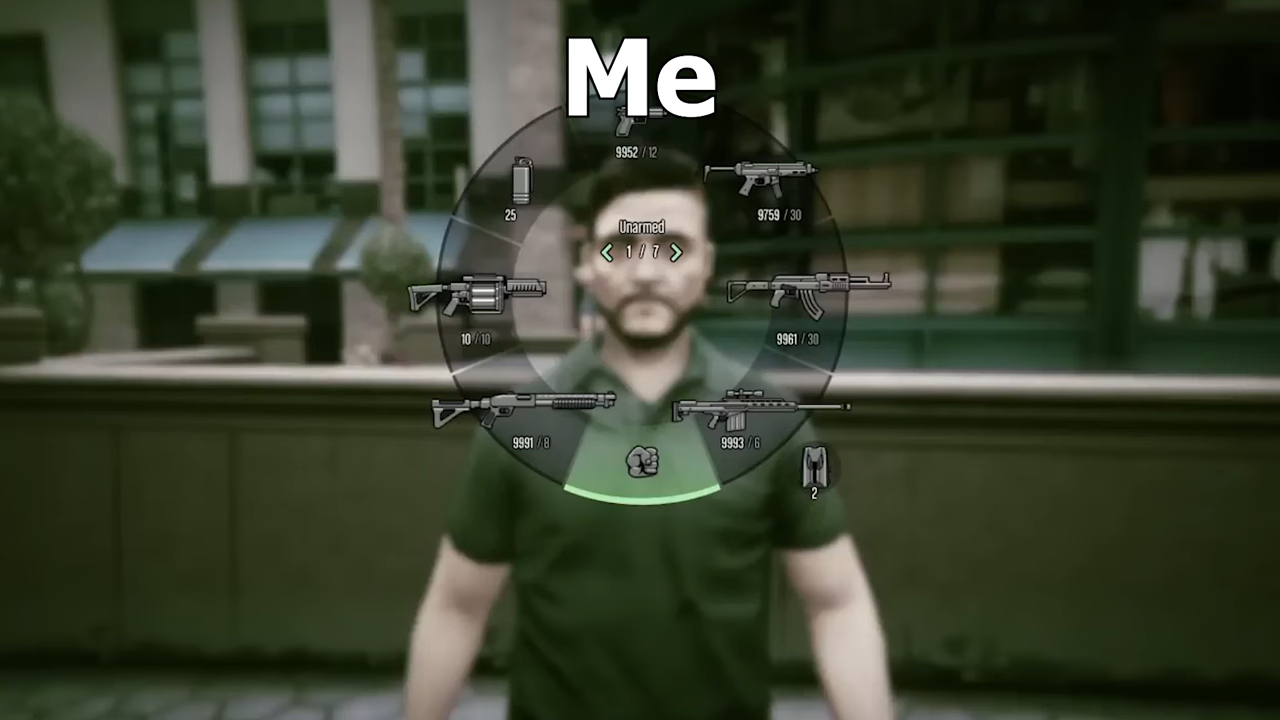 Me
9952 / 12
25
9759 / 30
Unarmed
1 / 7
10 / 10
9961 / 30
9991 / 8
9993 / 6
2